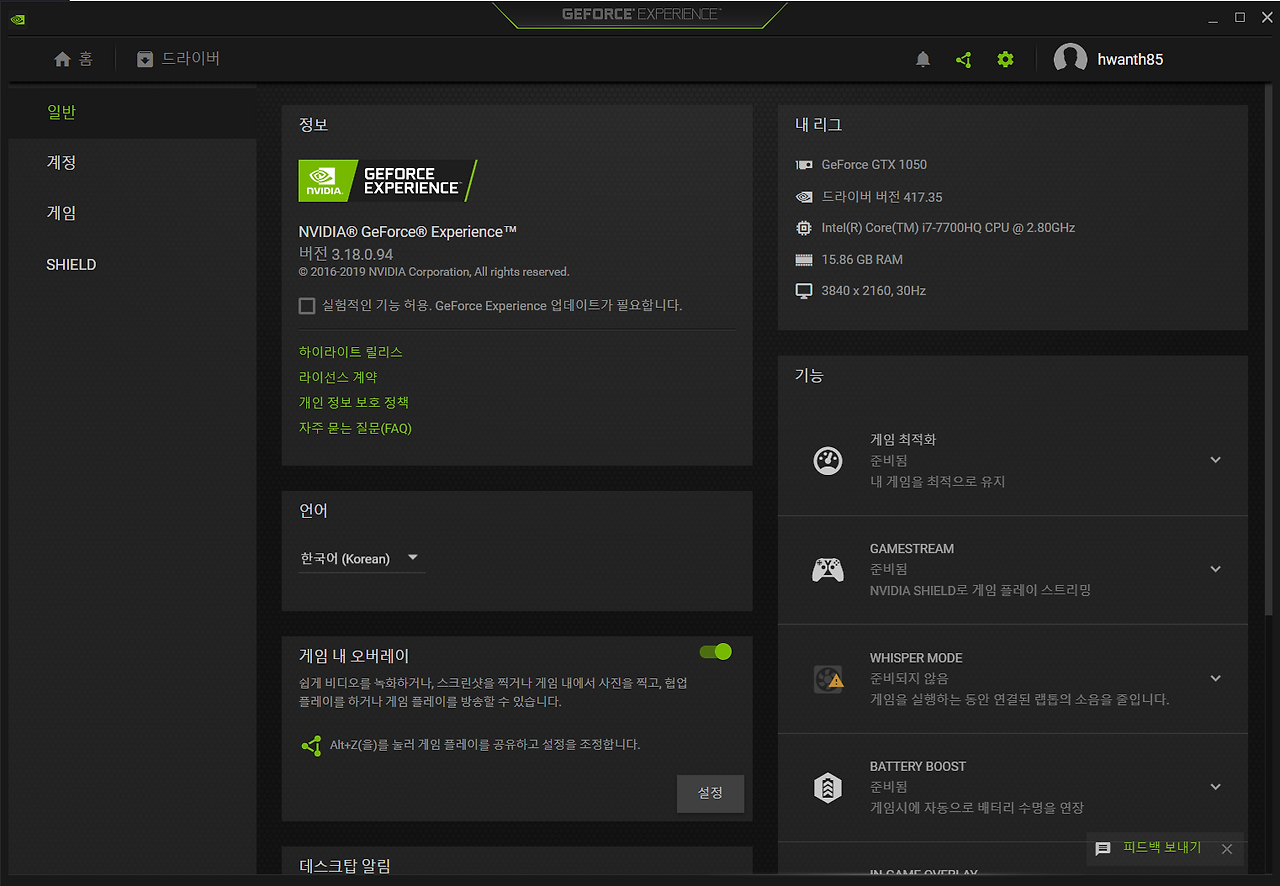 GEFORCE® EXPERIENCE™
홈
드라이버
hwanth85
일반
계정
게임
SHIELD
정보
NVIDIA.
GEFORCE
EXPERIENCE
NVIDIA® GeForce® Experience™
버전 3.18.0.94
© 2016-2019 NVIDIA Corporation, All rights reserved.
실험적인 기능 허용. GeForce Experience 업데이트가 필요합니다.
하이라이트 릴리스
라이선스 계약
개인 정보 보호 정책
자주 묻는 질문(FAQ)
언어
한국어 (Korean)
게임 내 오버레이
쉽게 비디오를 녹화하거나, 스크린샷을 찍거나 게임 내에서 사진을 찍고, 협업
플레이를 하거나 게임 플레이를 방송할 수 있습니다.
Alt+Z(을)를 눌러 게임 플레이를 공유하고 설정을 조정합니다.
설정
데스크탑 알림
내 리그
GeForce GTX 1050
드라이버 버전 417.35
Intel(R) Core(TM) i7-7700HQ CPU @ 2.80GHz
15.86 GB RAM
3840 x 2160, 30Hz
기능
게임 최적화
준비됨
내 게임을 최적으로 유지
GAMESTREAM
준비됨
NVIDIA SHIELD로 게임 플레이 스트리밍
WHISPER MODE
준비되지 않음
게임을 실행하는 동안 연결된 랩톱의 소음을 줄입니다.
BATTERY BOOST
준비됨
게임시에 자동으로 배터리 수명을 연장
IN-GAME OVERLAY
피드백 보내기